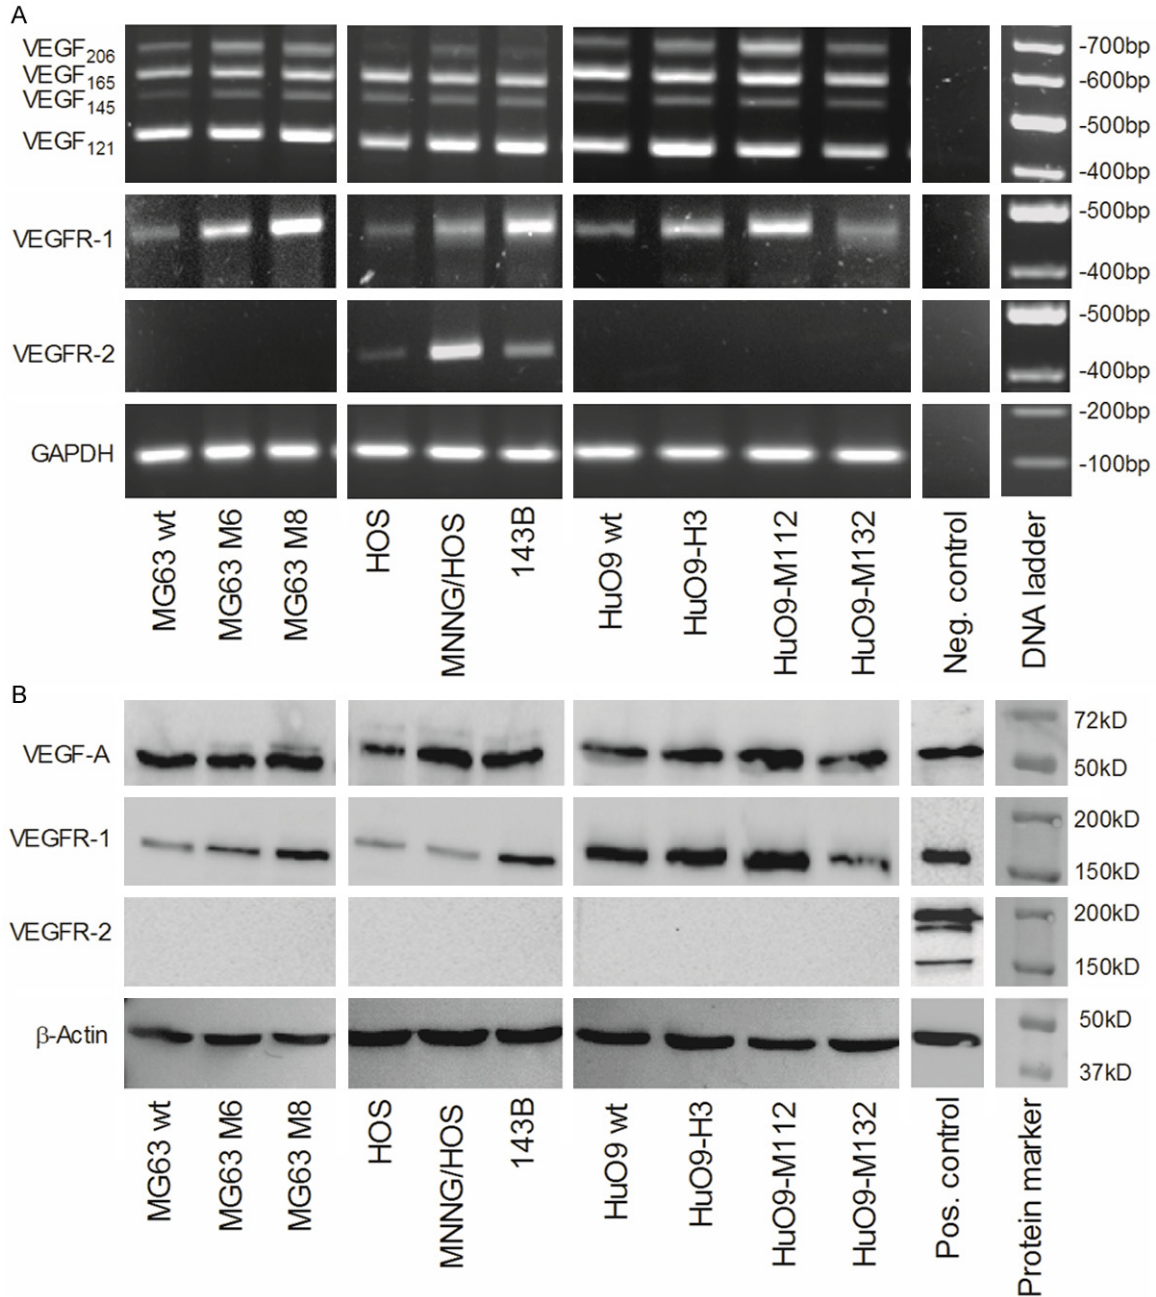 A
VEGF206
VEGF165
VEGF145
VEGF121
-700bp
-600bp
-500bp
-400bp
VEGFR-1
-500bp
-400bp
VEGFR-2
-500bp
-400bp
GAPDH
-200bp
-100bp
MG63 wt
MG63 M6
MG63 M8
HOS
MNNG/HOS
143B
HuO9 wt
HuO9-H3
HuO9-M112
HuO9-M132
Neg. control
DNA ladder
B
VEGF-A
72kD
50kD
VEGFR-1
200kD
150kD
VEGFR-2
200kD
150kD
β-Actin
50kD
37kD
MG63 wt
MG63 M6
MG63 M8
HOS
MNNG/HOS
143B
HuO9 wt
HuO9-H3
HuO9-M112
HuO9-M132
Pos. control
Protein marker